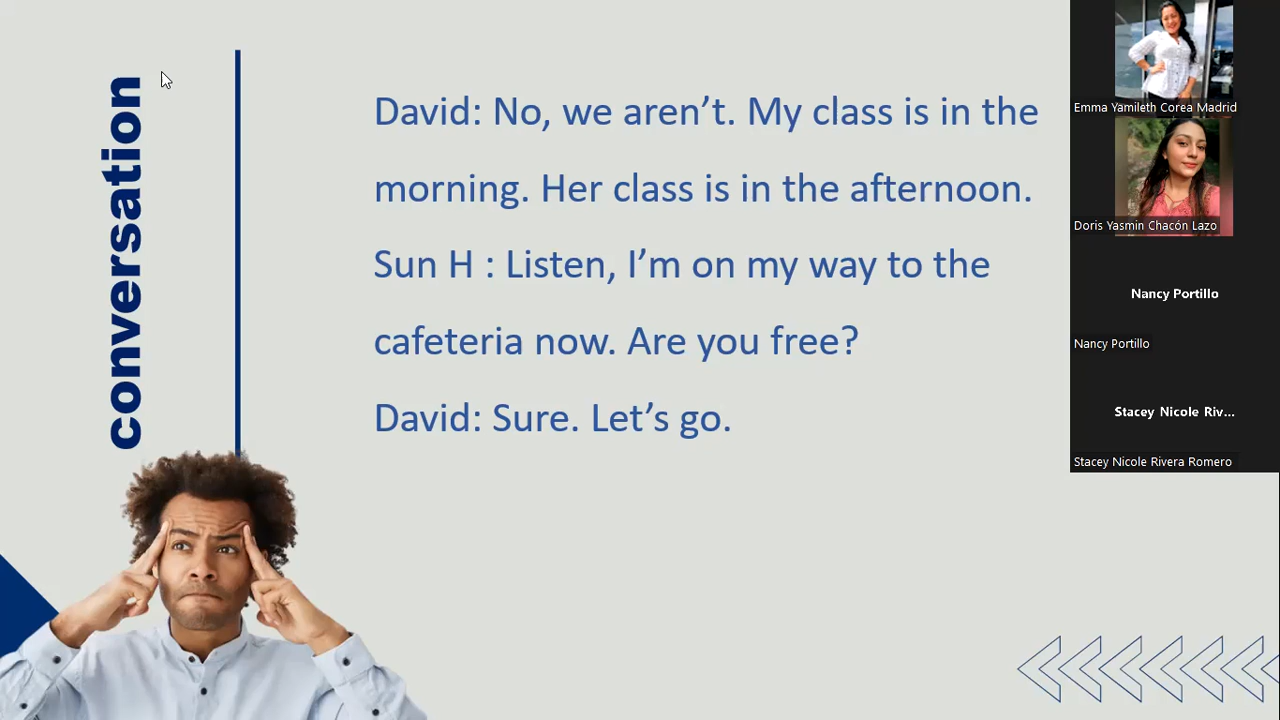 conversation
David: No, we aren’t. My class is in the
morning. Her class is in the afternoon.
Sun H : Listen, I’m on my way to the
cafeteria now. Are you free?
David: Sure. Let’s go.
Emma Yamileth Corea Madrid
Doris Yasmin Chacón Lazo
Nancy Portillo
Nancy Portillo
Stacey Nicole Riv...
Stacey Nicole Rivera Romero